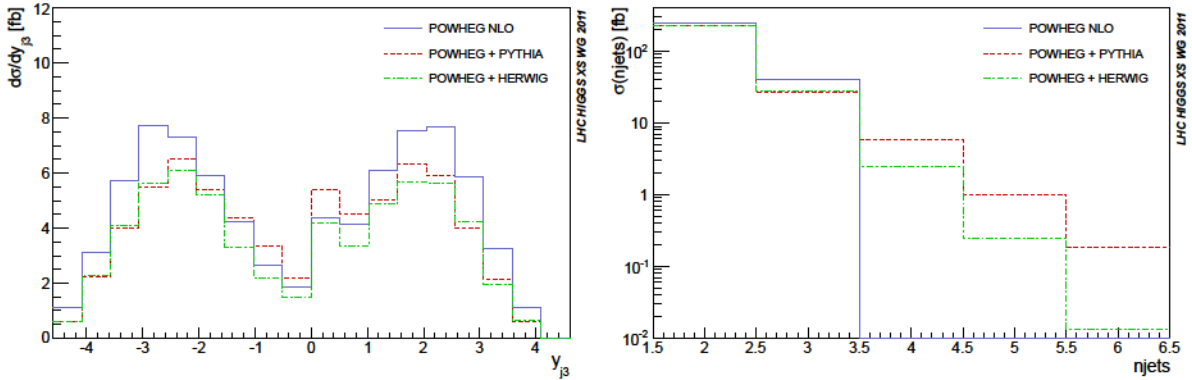 dσ/dy_j3 [fb]
12
10
8
6
4
2
0
-4 -3 -2 -1 0 1 2 3 4
y_j3
POWHEG NLO
POWHEG + PYTHIA
POWHEG + HERWIG
LHC HIGGS XS WG 2011
σ(njets) [fb]
10^2
10
1
10^-1
10^-2
1.5 2 2.5 3 3.5 4 4.5 5 5.5 6 6.5
njets
POWHEG NLO
POWHEG + PYTHIA
POWHEG + HERWIG
LHC HIGGS XS WG 2011